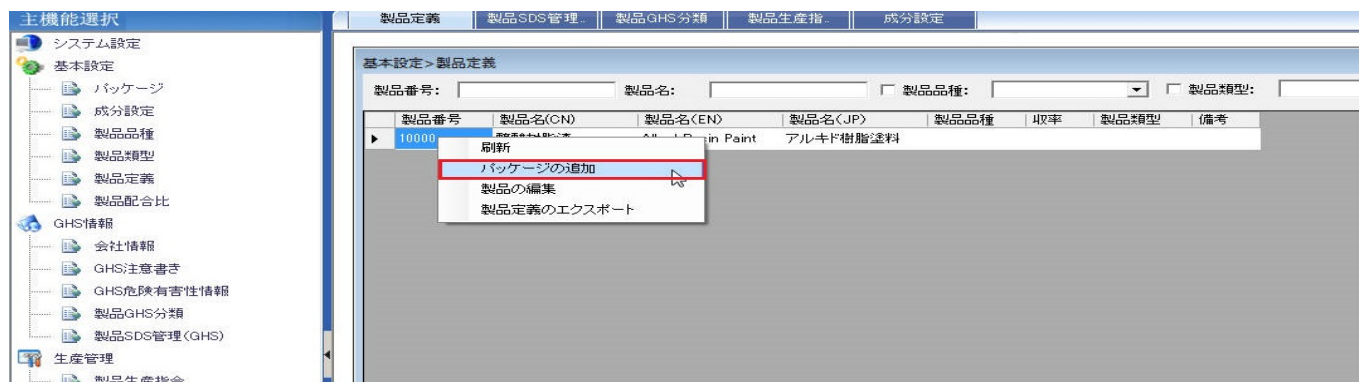 主機能選択
システム設定
基本設定
パッケージ
成分設定
製品品種
製品類型
製品定義
製品配合比
GHS情報
会社情報
GHS注意書き
GHS危険有害性情報
製品GHS分類
製品SDS管理(GHS)
生産管理
製品生産指令
製品定義 製品SDS管理.. 製品GHS分類 製品生産指.. 成分設定
基本設定>製品定義
製品番号: 製品名: 製品品種: 製品類型:
製品番号 製品名(CN) 製品名(EN) 製品名(JP) 製品品種 収率 製品類型 備考
10000 in Paint アルキド樹脂塗料
刷新
パッケージの追加
製品の編集
製品定義のエクスポート